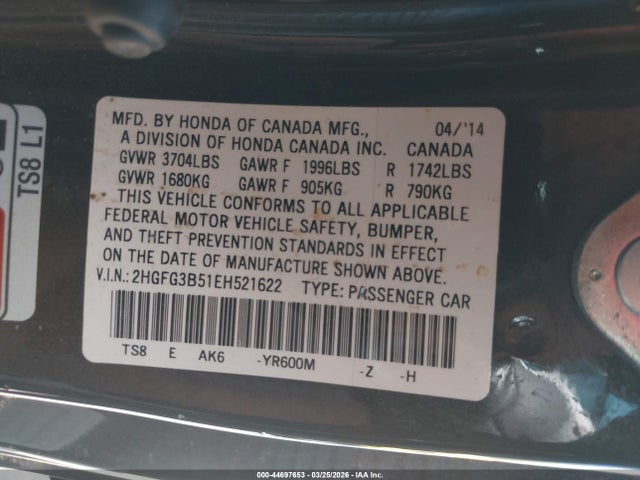 MFD. BY HONDA OF CANADA MFG., 04/'14
A DIVISION OF HONDA CANADA INC. CANADA
GVWR 3704LBS GAWR F 1996LBS R 1742LBS
GVWR 1680KG GAWR F 905KG R 790KG
THIS VEHICLE CONFORMS TO ALL APPLICABLE
FEDERAL MOTOR VEHICLE SAFETY, BUMPER,
AND THEFT PREVENTION STANDARDS IN EFFECT
ON THE DATE OF MANUFACTURE SHOWN ABOVE.
V.I.N.: 2HGFG3B51EH521622 TYPE: PASSENGER CAR
TS8 E AK6 -YR600M -Z -H
TS8 L1
000-44697653 | 03/25/2026 | IAA Inc.